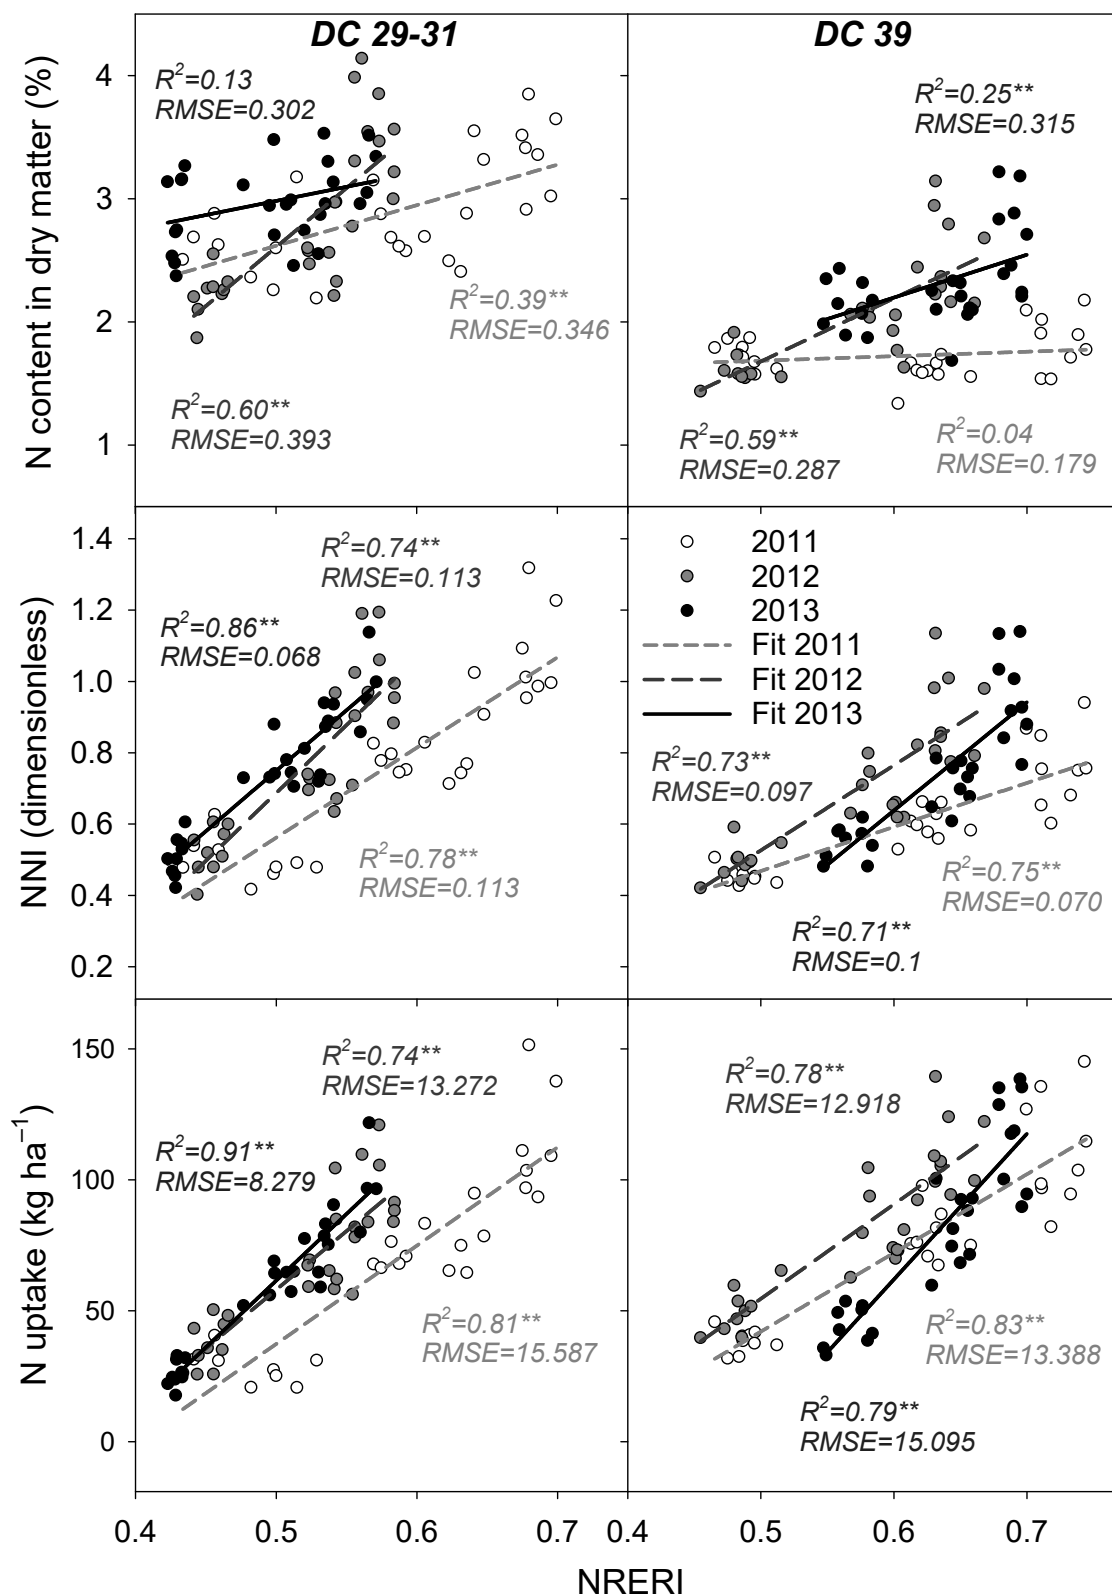 DC 29-31
DC 39
N content in dry matter (%)
4
3
2
1
R²=0.13
RMSE=0.302
R²=0.39**
RMSE=0.346
R²=0.60**
RMSE=0.393
R²=0.25**
RMSE=0.315
R²=0.59**
RMSE=0.287
R²=0.04
RMSE=0.179
NNI (dimensionless)
1.4
1.2
1.0
0.8
0.6
0.4
0.2
R²=0.74**
RMSE=0.113
R²=0.86**
RMSE=0.068
R²=0.78**
RMSE=0.113
2011
2012
2013
Fit 2011
Fit 2012
Fit 2013
R²=0.73**
RMSE=0.097
R²=0.75**
RMSE=0.070
R²=0.71**
RMSE=0.1
N uptake (kg ha⁻¹)
150
100
50
0
R²=0.74**
RMSE=13.272
R²=0.91**
RMSE=8.279
R²=0.81**
RMSE=15.587
R²=0.78**
RMSE=12.918
R²=0.83**
RMSE=13.388
R²=0.79**
RMSE=15.095
0.4 0.5 0.6 0.7 0.4 0.5 0.6 0.7
NRERI